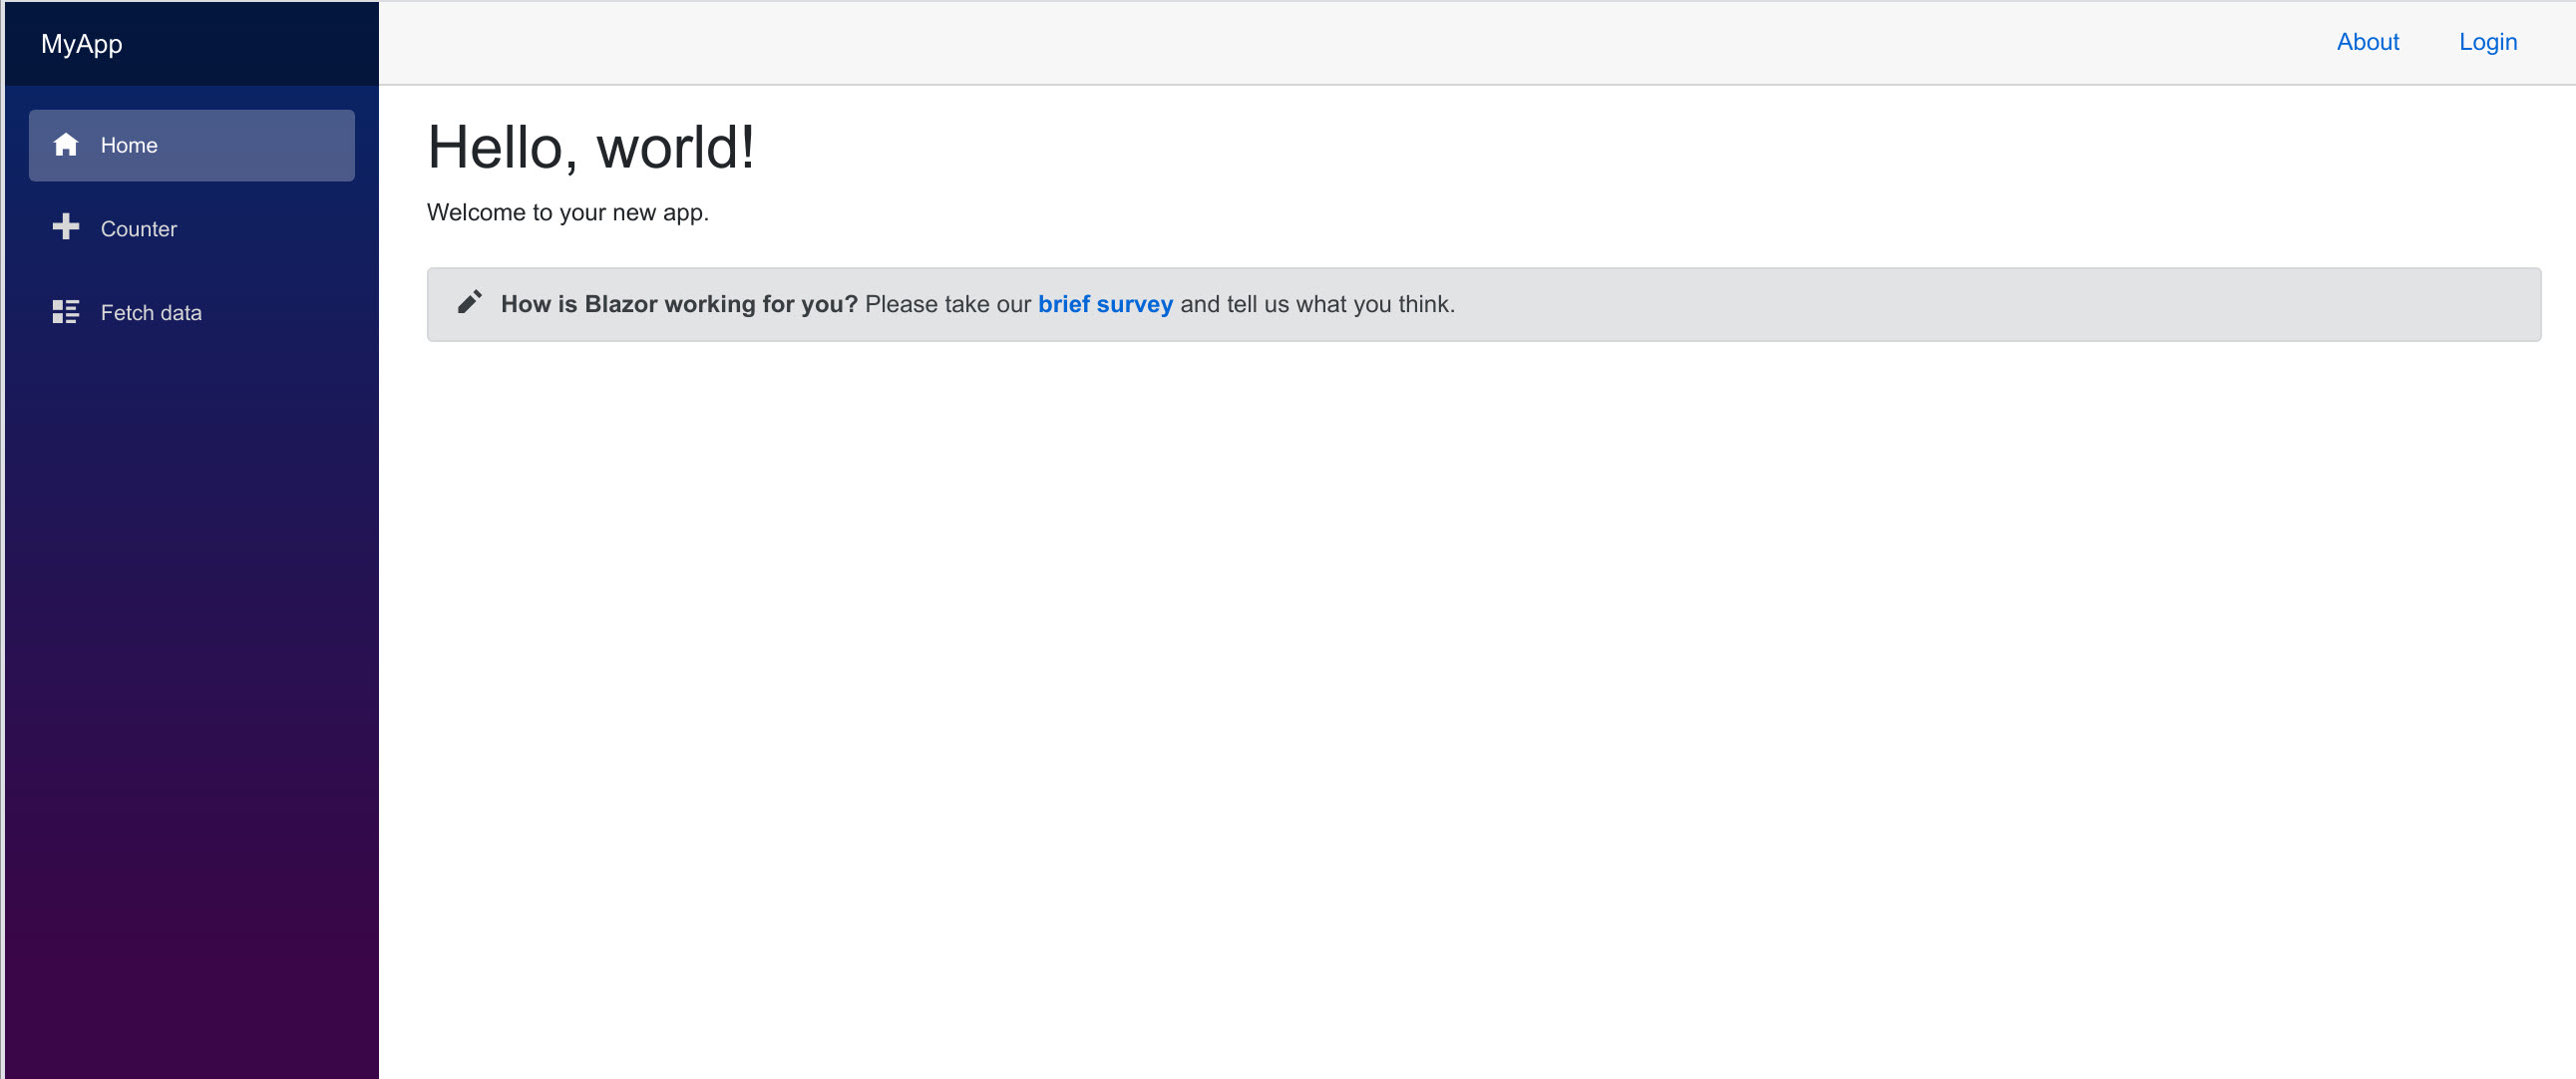 MyApp
About
Login
Home
Counter
Fetch data
Hello, world!
Welcome to your new app.
How is Blazor working for you? Please take our brief survey and tell us what you think.